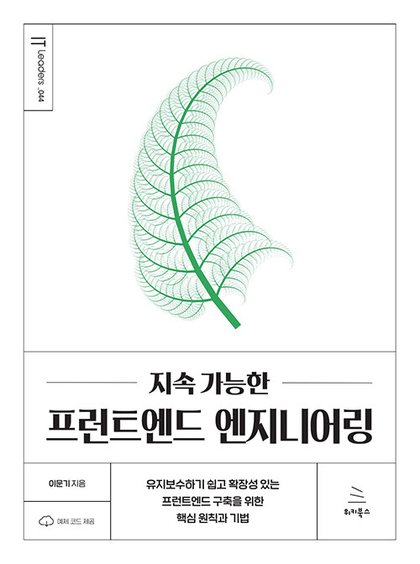 IT Leaders_044
지속 가능한
프런트엔드 엔지니어링
이문기 지음
예제 코드 제공
유지보수하기 쉽고 확장성 있는
프런트엔드 구축을 위한
핵심 원칙과 기법
위키북스